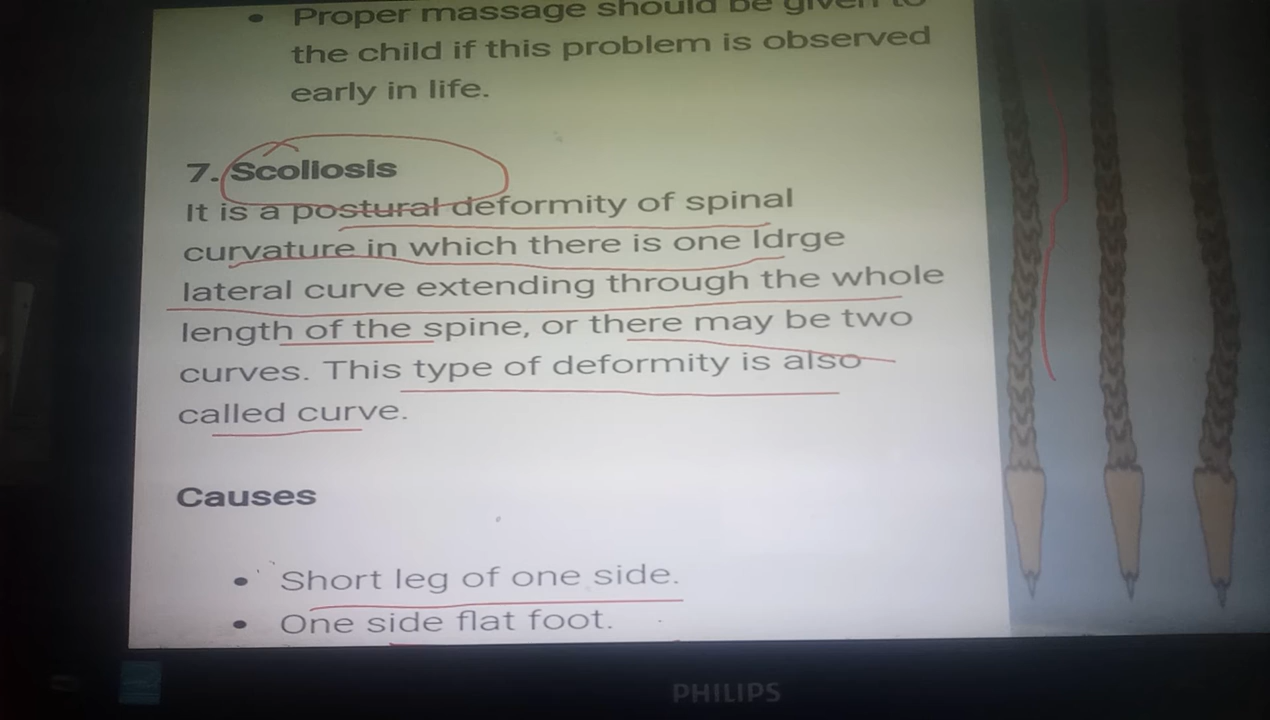 • Proper massage should be given to
the child if this problem is observed
early in life.
7. Scoliosis
It is a postural deformity of spinal
curvature in which there is one ldrge
lateral curve extending through the whole
length of the spine, or there may be two
curves. This type of deformity is also
called curve.
Causes
• Short leg of one side.
• One side flat foot.
PHILIPS